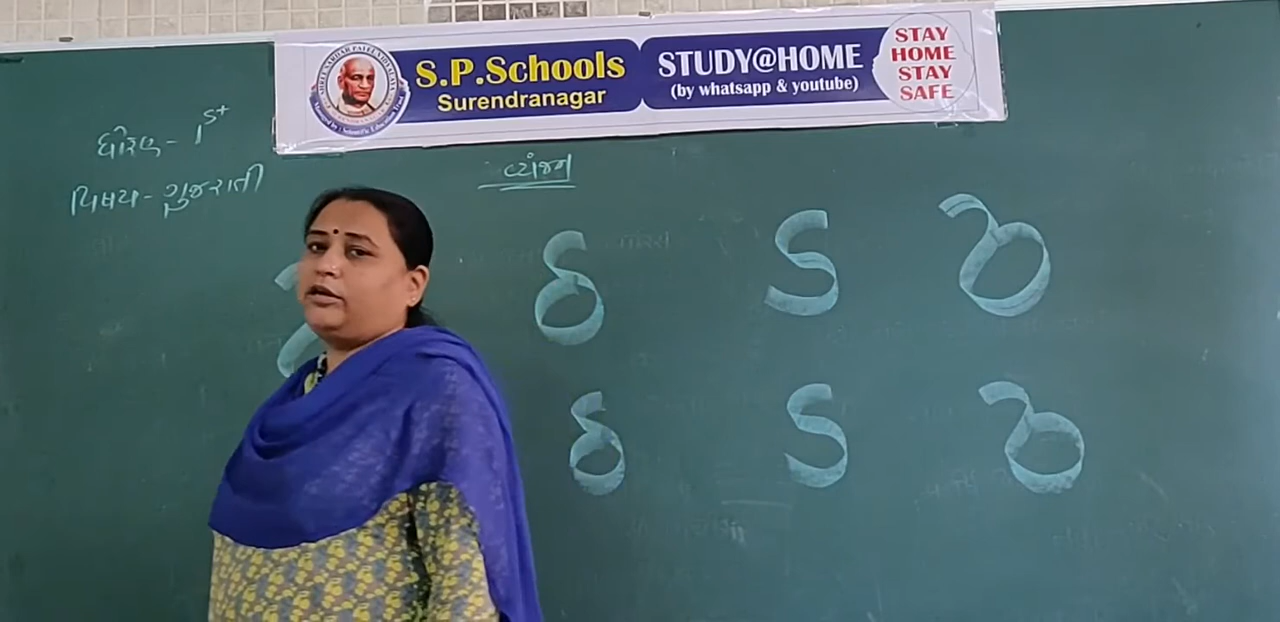 S.P.Schools
Surendranagar
STUDY@HOME
(by whatsapp & youtube)
STAY
HOME
STAY
SAFE
ધોરણ - 1st
વિષય - ગુજરાતી
વ્યંજન
ઠ ડ ઢ
ઠ ડ ઢ